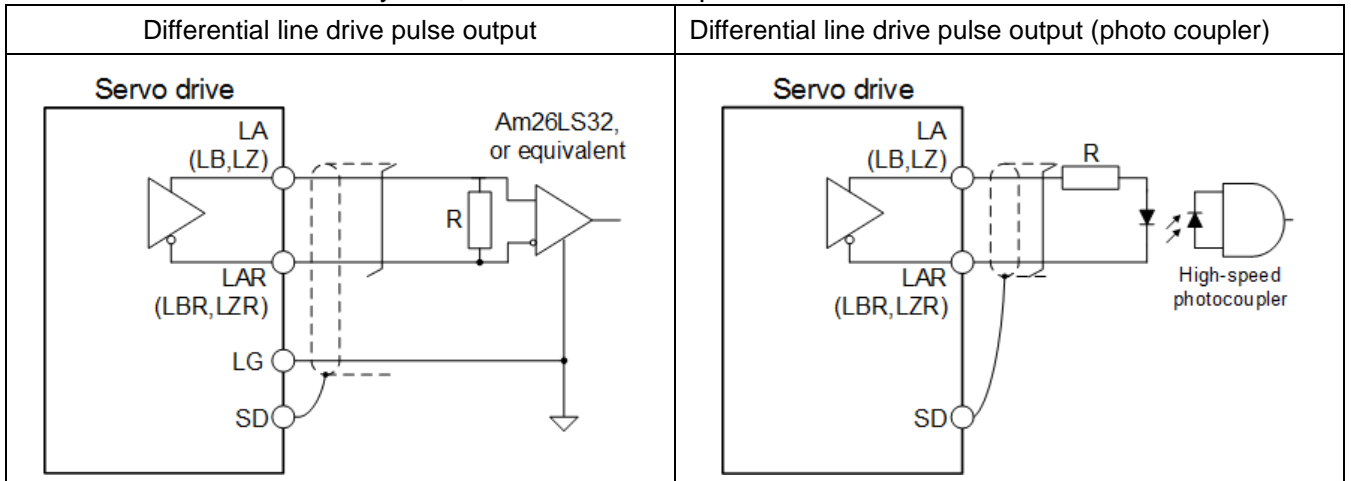 Differential line drive pulse output
Differential line drive pulse output (photo coupler)
Servo drive
LA
(LB,LZ)
Am26LS32,
or equivalent
R
LAR
(LBR,LZR)
LG
SD
Servo drive
LA
(LB,LZ)
R
LAR
(LBR,LZR)
High-speed
photocoupler
SD